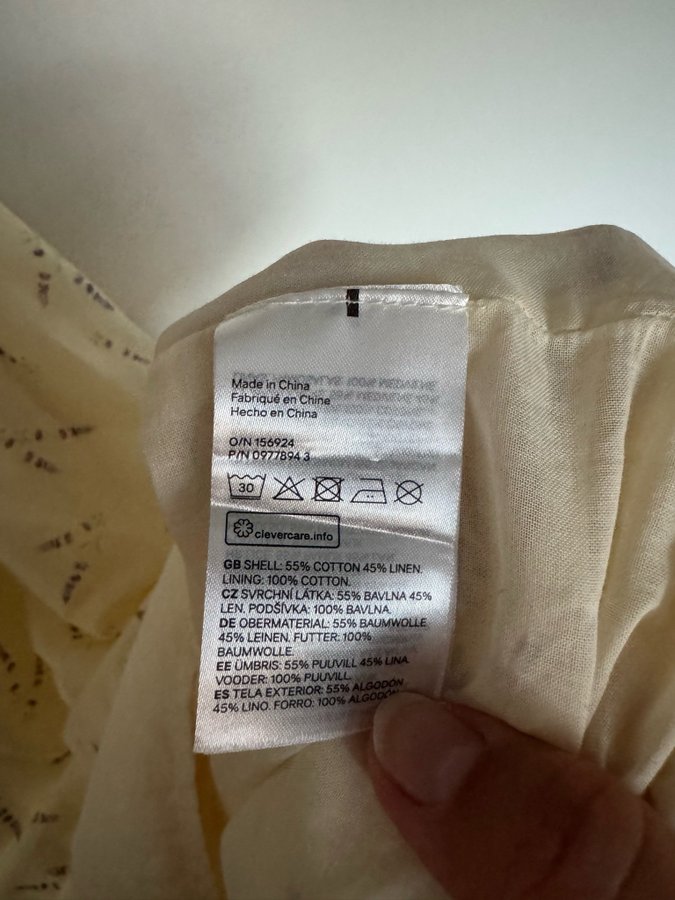 Made in China
Fabriqué en Chine
Hecho en China
O/N 156924
P/N 0977894 3
30
clevercare.info
GB SHELL: 55% COTTON 45% LINEN.
LINING: 100% COTTON.
CZ SVRCHNÍ LÁTKA: 55% BAVLNA 45%
LEN. PODŠÍVKA: 100% BAVLNA.
DE OBERMATERIAL: 55% BAUMWOLLE
45% LEINEN. FUTTER: 100%
BAUMWOLLE.
EE ÜMBRIS: 55% PUUVILL 45% LINA.
VOODER: 100% PUUVILL.
ES TELA EXTERIOR: 55% ALGODÓN
45% LINO. FORRO: 100% ALGODÓN.